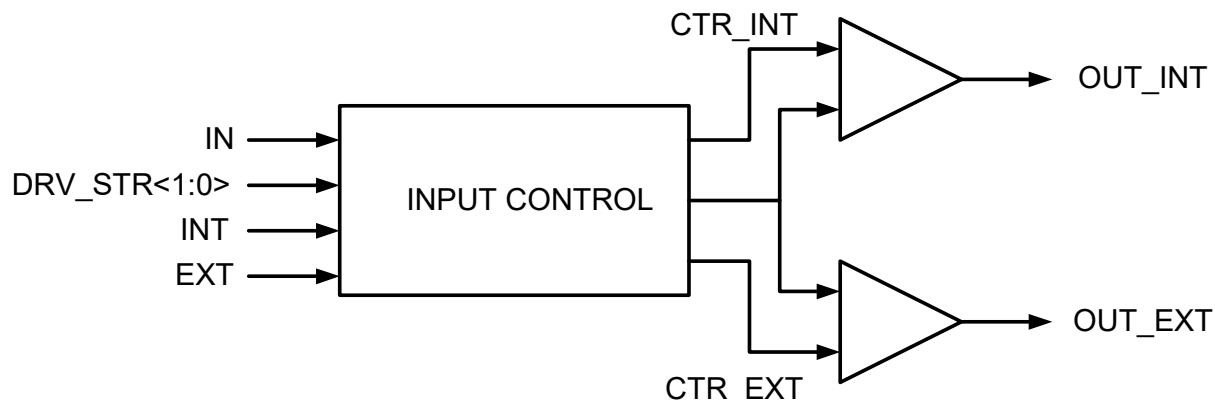 CTR_INT
OUT_INT
IN
DRV_STR<1:0>
INPUT CONTROL
INT
EXT
OUT_EXT
CTR_EXT